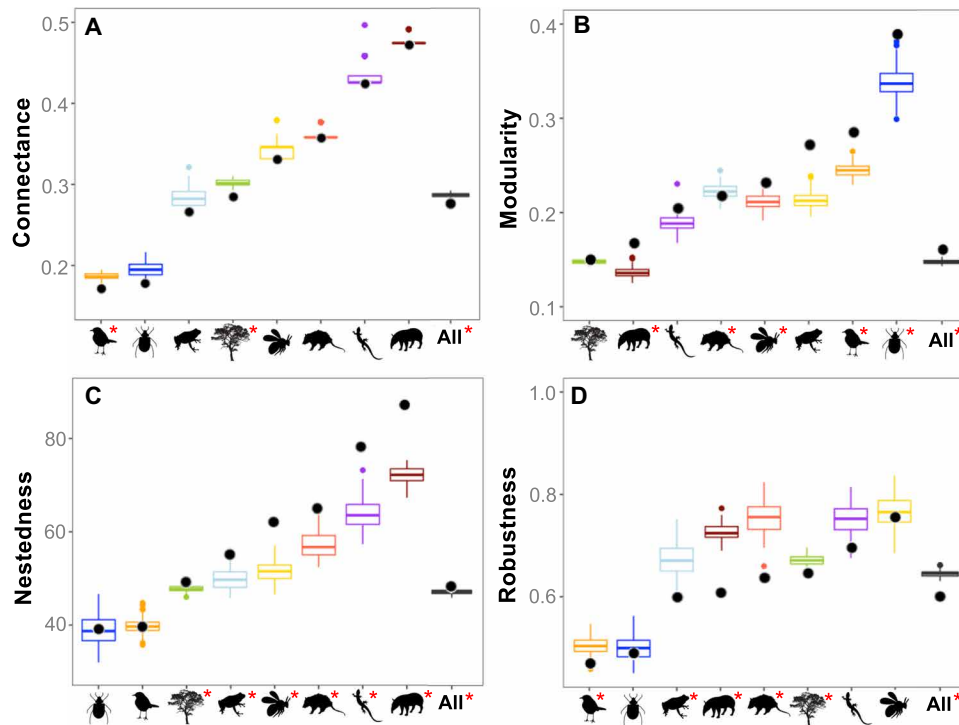 A
Connectance
0.5
0.4
0.3
0.2
* * All*
B
Modularity
0.4
0.3
0.2
0.1
* * * * * All*
C
Nestedness
80
60
40
* * * * * * All*
D
Robustness
1.0
0.8
0.6
* * * * * All*